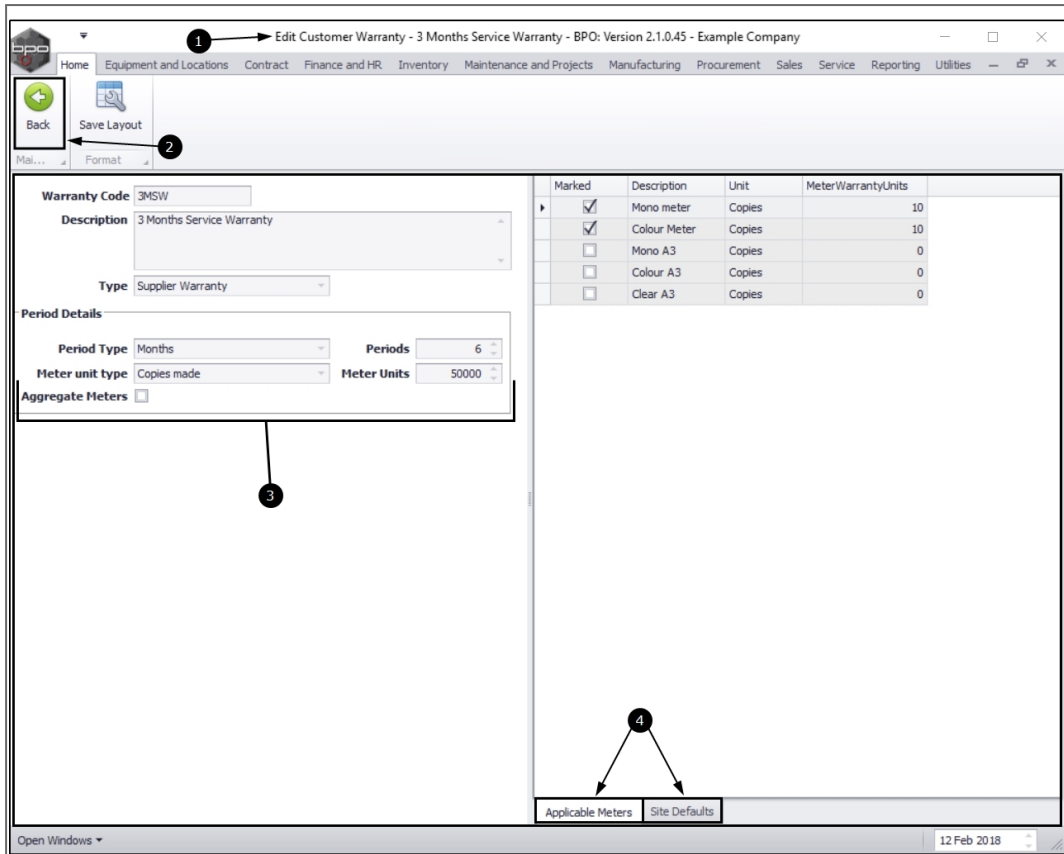 1
Edit Customer Warranty - 3 Months Service Warranty - BPO: Version 2.1.0.45 - Example Company
bpo
Home Equipment and Locations Contract Finance and HR Inventory Maintenance and Projects Manufacturing Procurement Sales Service Reporting Utilities
Back Save Layout
2
Mai... Format
Warranty Code 3MSW
Description 3 Months Service Warranty
Type Supplier Warranty
Period Details
Period Type Months Periods 6
Meter unit type Copies made Meter Units 50000
Aggregate Meters
3
Marked Description Unit MeterWarrantyUnits
Mono meter Copies 10
Colour Meter Copies 10
Mono A3 Copies 0
Colour A3 Copies 0
Clear A3 Copies 0
4
Applicable Meters Site Defaults
Open Windows 12 Feb 2018